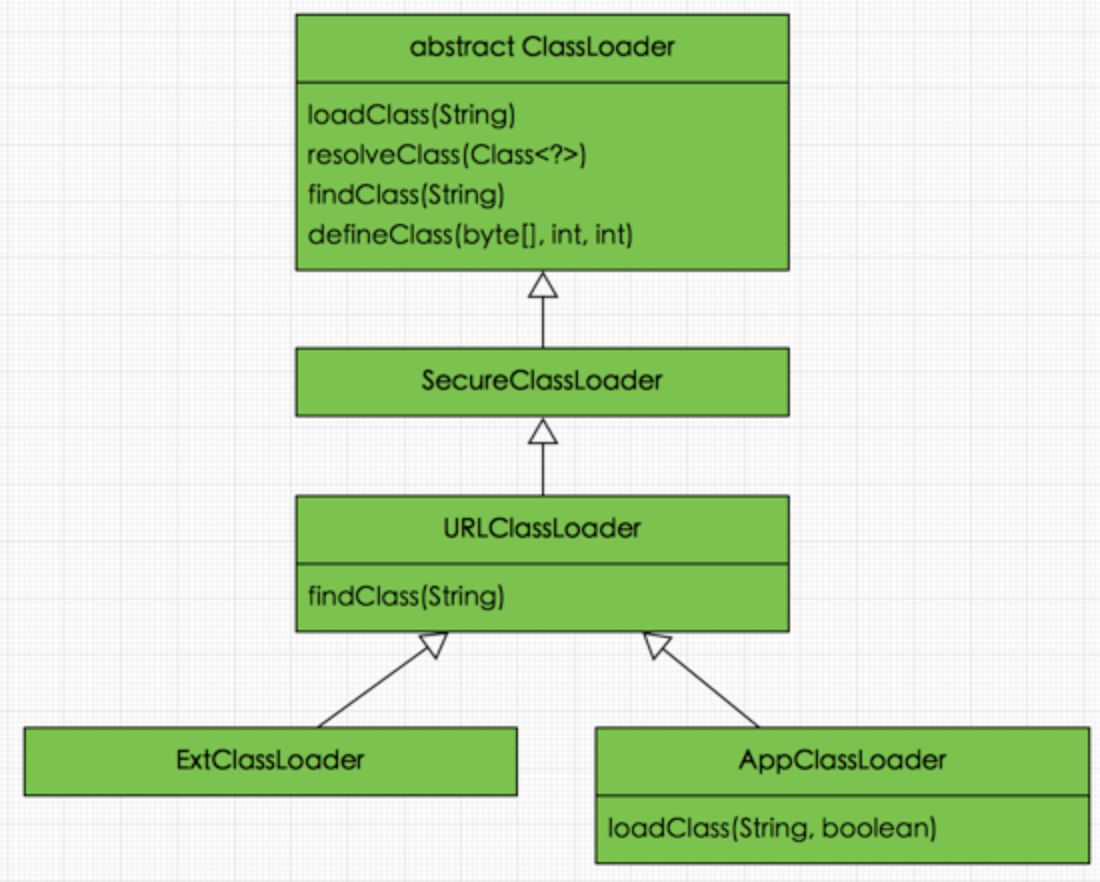 abstract ClassLoader
loadClass(String)
resolveClass(Class<?>)
findClass(String)
defineClass(byte[], int, int)
SecureClassLoader
URLClassLoader
findClass(String)
ExtClassLoader
AppClassLoader
loadClass(String, boolean)